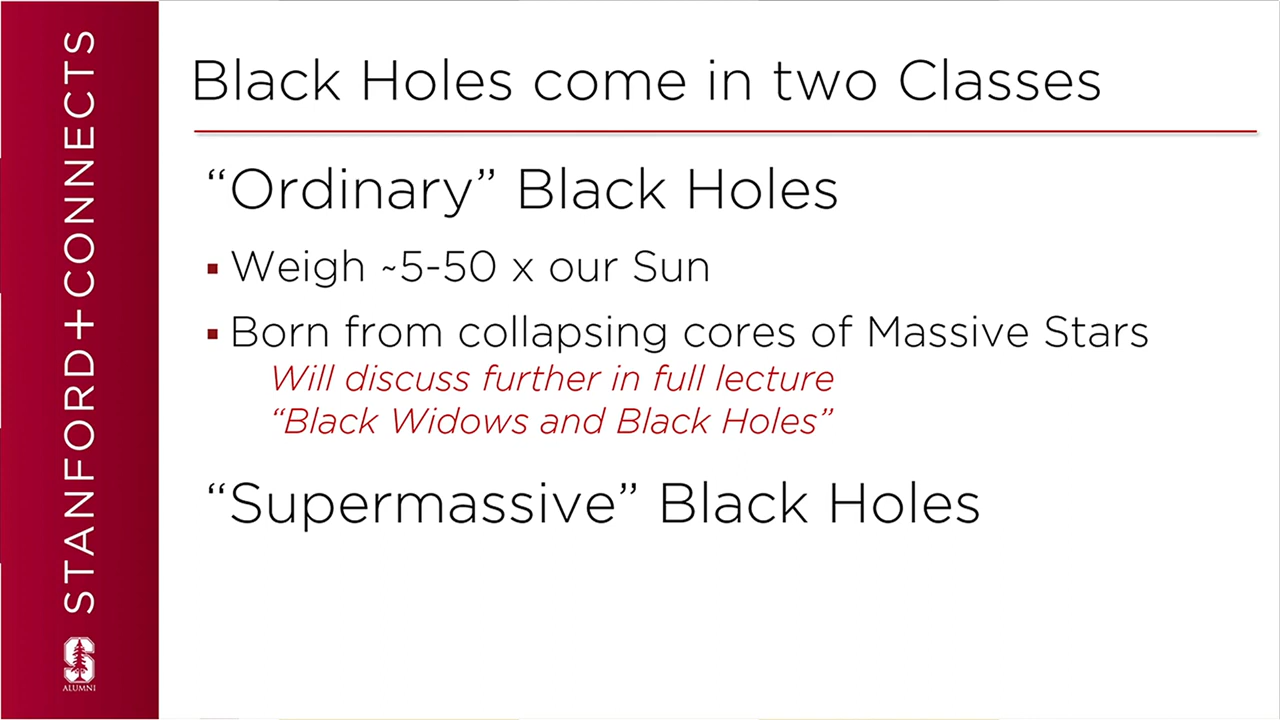 STANFORD+CONNECTS
S
ALUMNI
Black Holes come in two Classes
“Ordinary” Black Holes
▪ Weigh ~5-50 x our Sun
▪ Born from collapsing cores of Massive Stars
Will discuss further in full lecture
“Black Widows and Black Holes”
“Supermassive” Black Holes